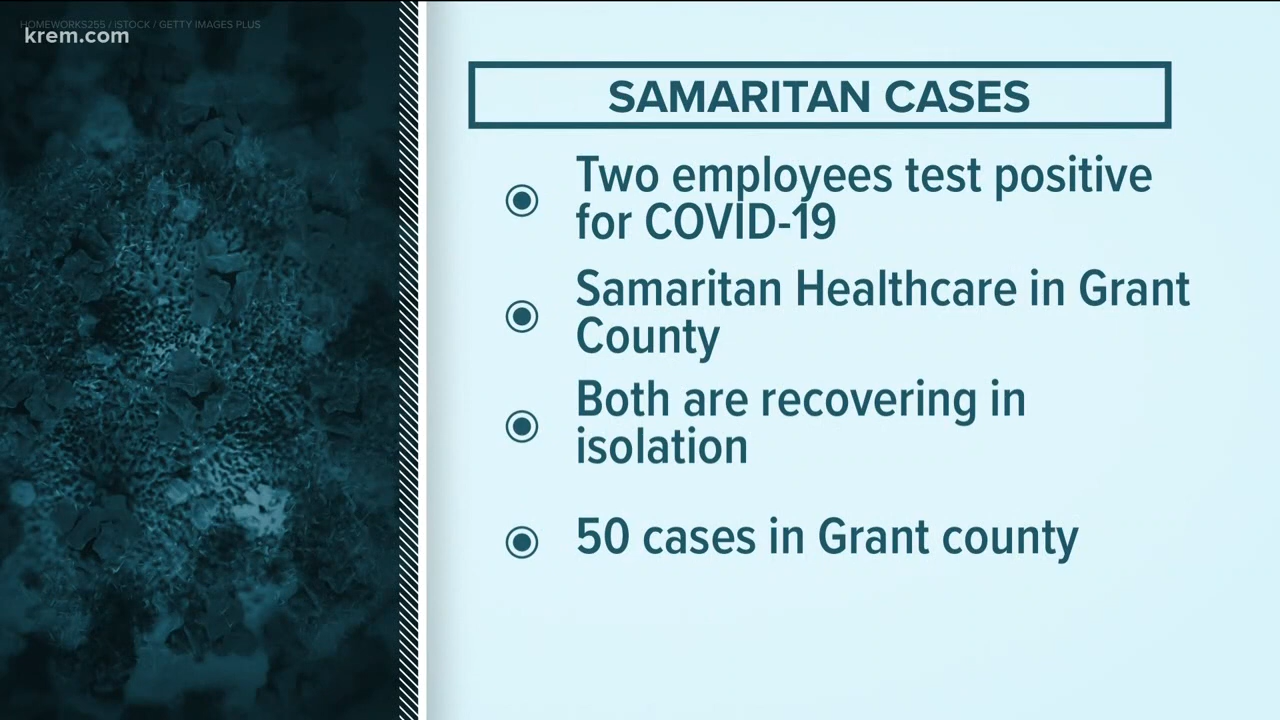 HOMEWORKS255 / ISTOCK / GETTY IMAGES PLUS
krem.com
SAMARITAN CASES
Two employees test positive
for COVID-19
Samaritan Healthcare in Grant
County
Both are recovering in
isolation
50 cases in Grant county